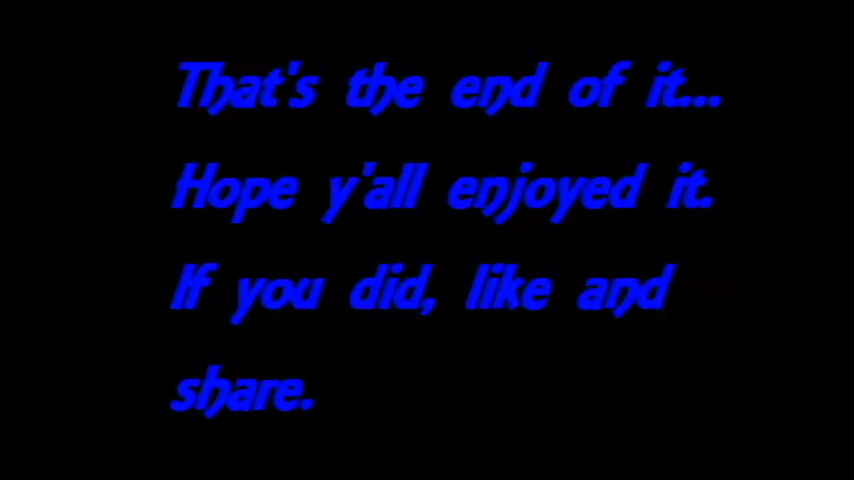 That's the end of it...
Hope y'all enjoyed it.
If you did, like and
share.